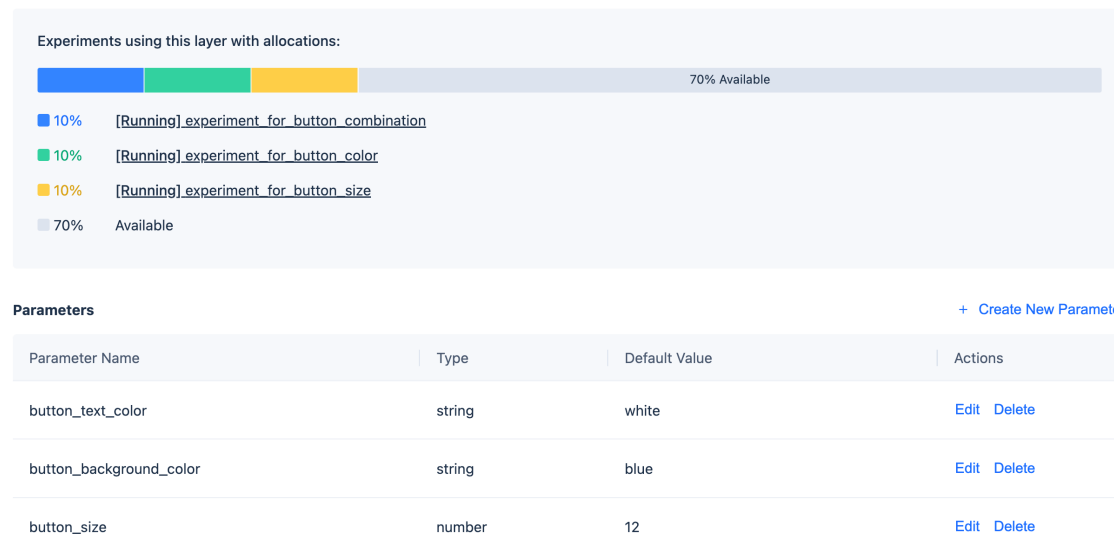 Experiments using this layer with allocations:
70% Available
10% [Running] experiment_for_button_combination
10% [Running] experiment_for_button_color
10% [Running] experiment_for_button_size
70% Available
Parameters + Create New Paramete
Parameter Name Type Default Value Actions
button_text_color string white Edit Delete
button_background_color string blue Edit Delete
button_size number 12 Edit Delete